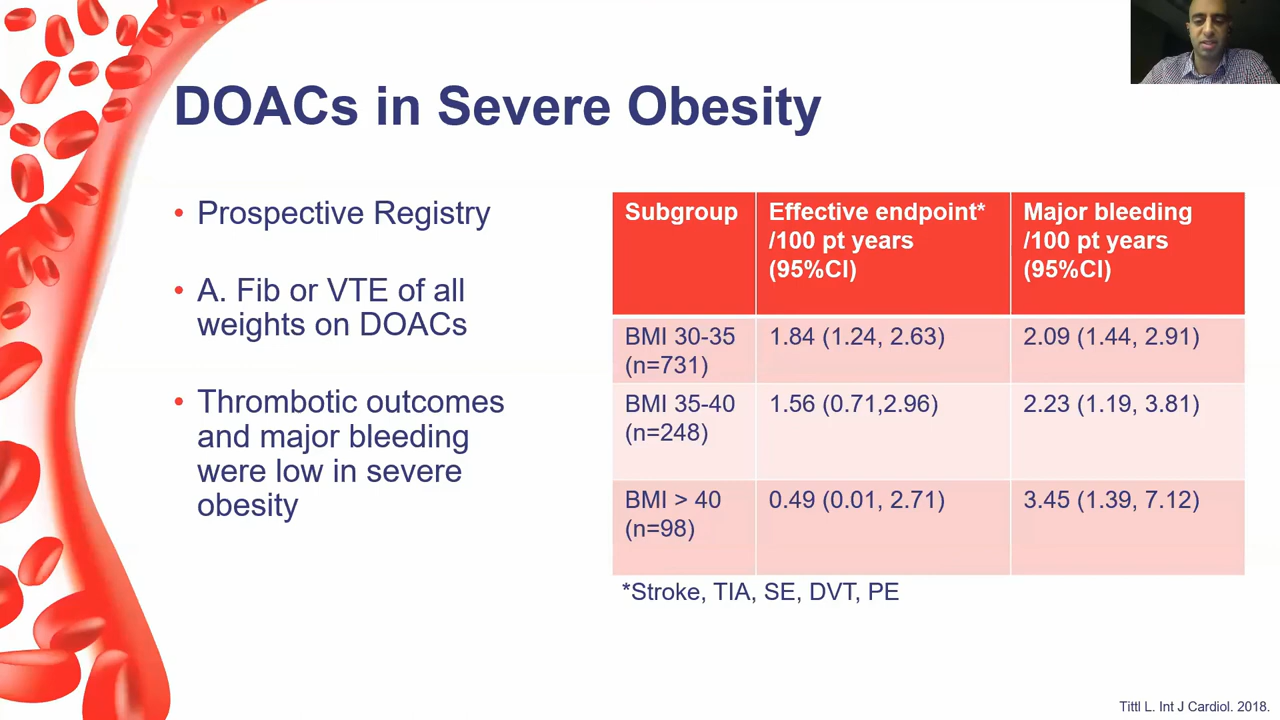 DOACs in Severe Obesity
• Prospective Registry
• A. Fib or VTE of all
weights on DOACs
• Thrombotic outcomes
and major bleeding
were low in severe
obesity
Subgroup
Effective endpoint*
/100 pt years
(95%CI)
Major bleeding
/100 pt years
(95%CI)
BMI 30-35
(n=731)
1.84 (1.24, 2.63)
2.09 (1.44, 2.91)
BMI 35-40
(n=248)
1.56 (0.71,2.96)
2.23 (1.19, 3.81)
BMI > 40
(n=98)
0.49 (0.01, 2.71)
3.45 (1.39, 7.12)
*Stroke, TIA, SE, DVT, PE
Tittl L. Int J Cardiol. 2018.